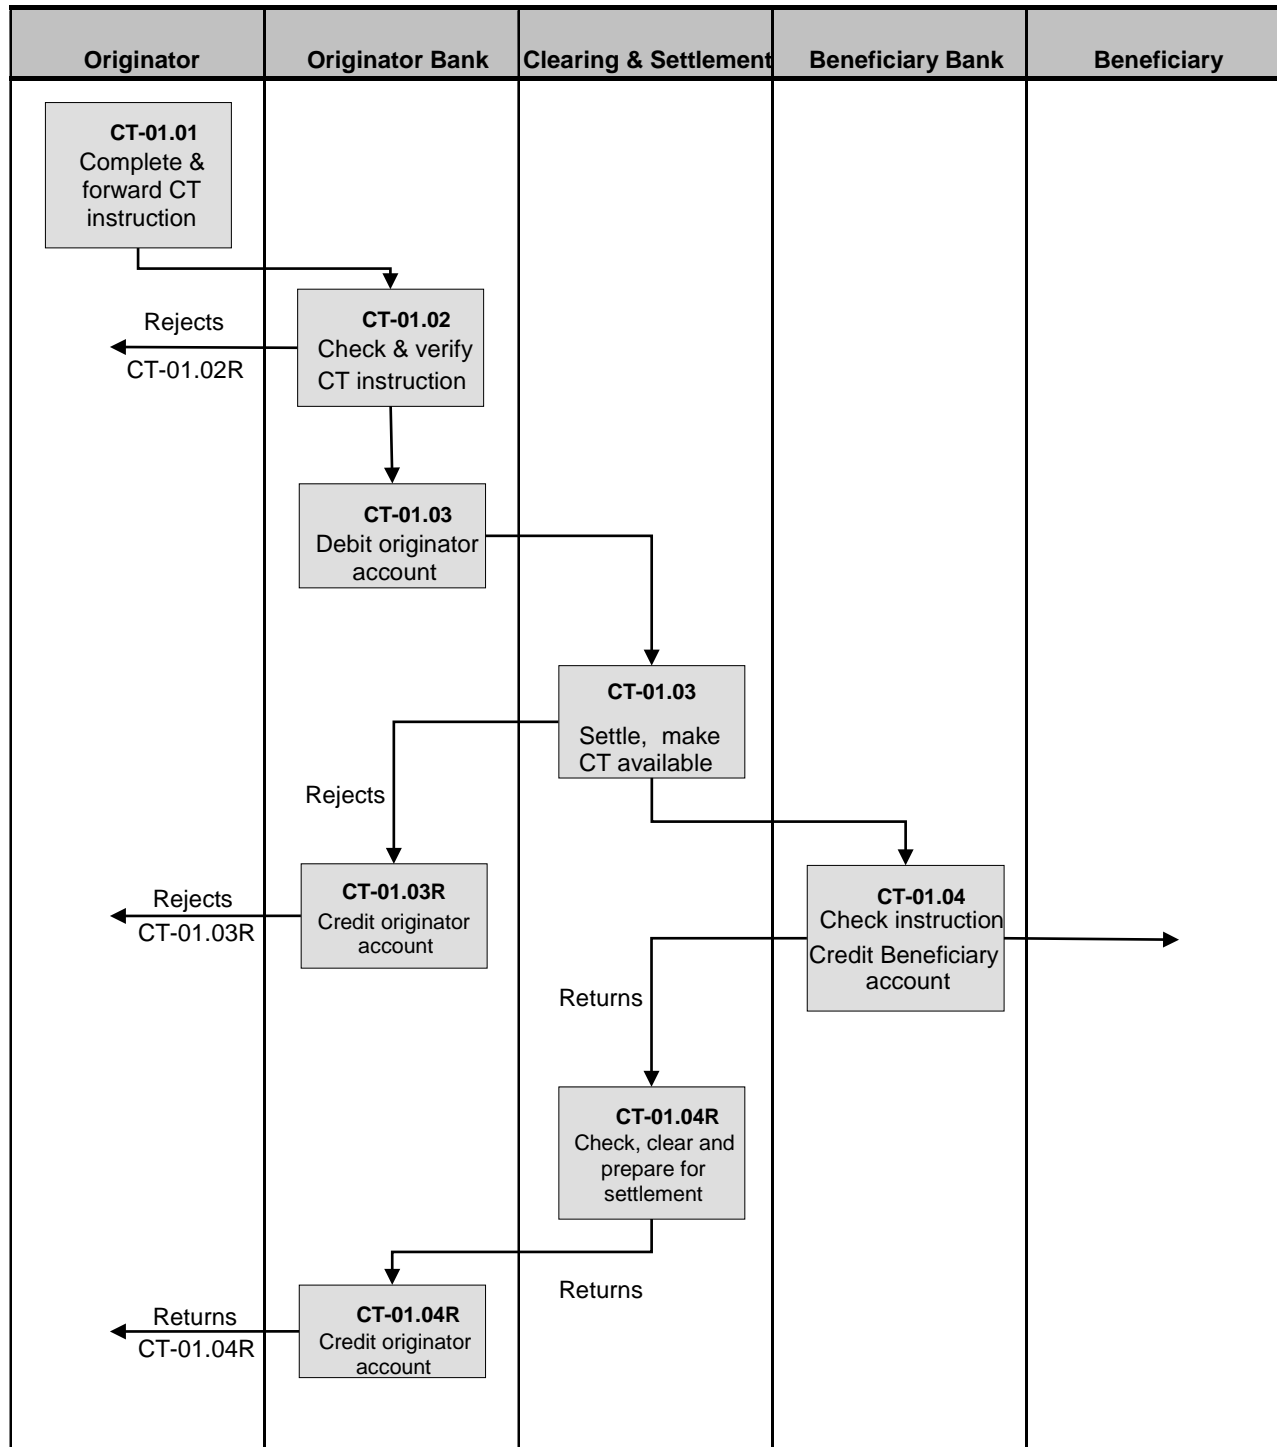 Originator
Originator Bank
Clearing & Settlement
Beneficiary Bank
Beneficiary
CT-01.01
Complete &
forward CT
instruction
Rejects
CT-01.02R
CT-01.02
Check & verify
CT instruction
CT-01.03
Debit originator
account
CT-01.03
Settle, make
CT available
Rejects
Rejects
CT-01.03R
CT-01.03R
Credit originator
account
CT-01.04
Check instruction
Credit Beneficiary
account
Returns
CT-01.04R
Check, clear and
prepare for
settlement
Returns
Returns
CT-01.04R
CT-01.04R
Credit originator
account